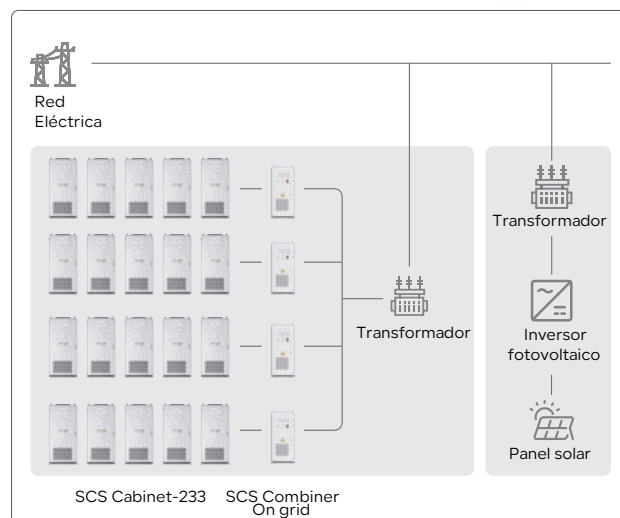 Red
Eléctrica
Transformador
Transformador
Inversor
fotovoltaico
Panel solar
SCS Cabinet-233
SCS Combiner
On grid